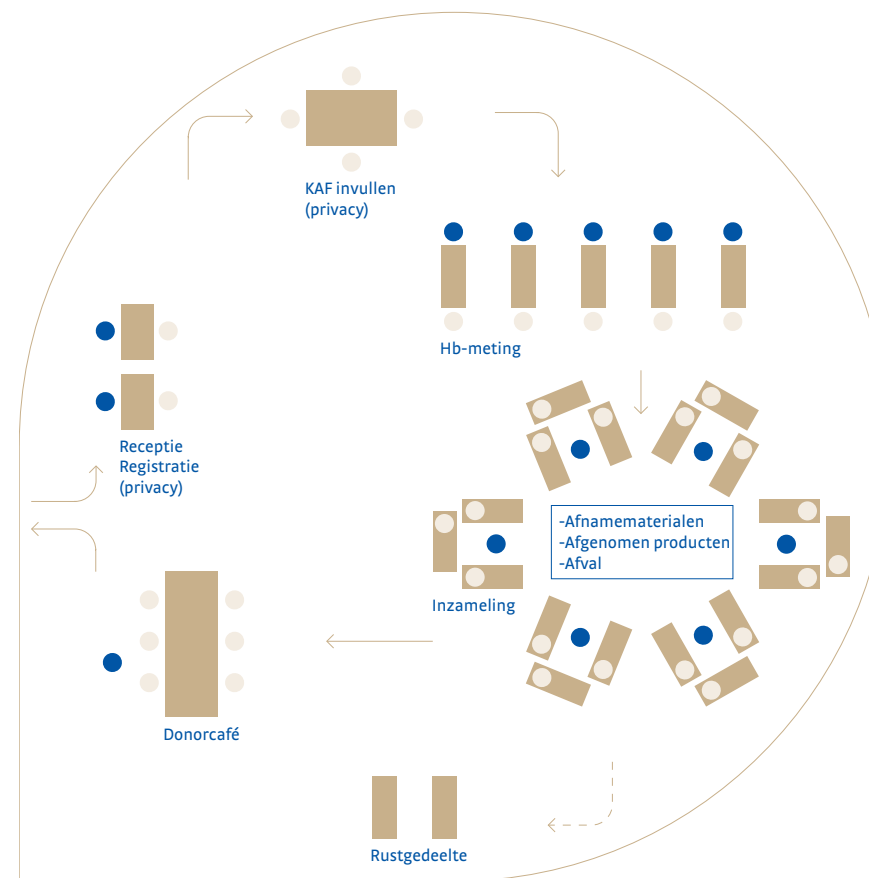 KAF invullen
(privacy)
Hb-meting
Receptie
Registratie
(privacy)
-Afnamematerialen
-Afgenomen producten
-Afval
Inzameling
Donorcafé
Rustgedeelte